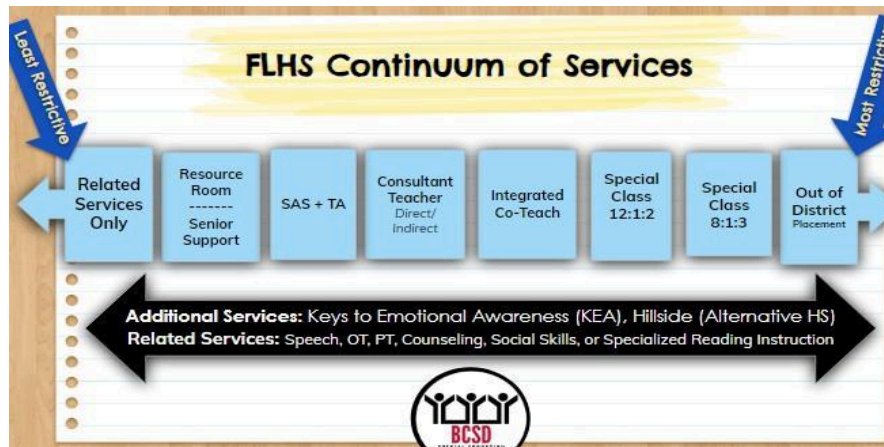 FLHS Continuum of Services
Least Restrictive
Most Restrictive
Related
Services
Only
Resource
Room
-------
Senior
Support
SAS + TA
Consultant
Teacher
Direct/
Indirect
Integrated
Co-Teach
Special
Class
12:1:2
Special
Class
8:1:3
Out of
District
Placement
Additional Services: Keys to Emotional Awareness (KEA), Hillside (Alternative HS)
Related Services: Speech, OT, PT, Counseling, Social Skills, or Specialized Reading Instruction
BCSD